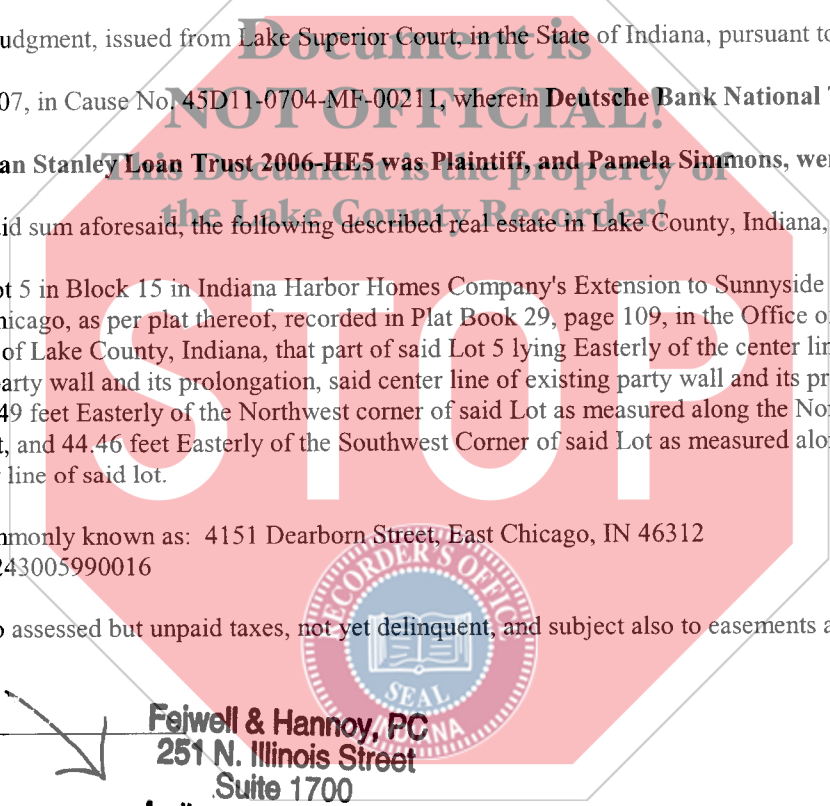 Document is
udgment, issued from Lake Superior Court, in the State of Indiana, pursuant to
NOT OFFICIAL!
07, in Cause No. 45D11-0704-MF-00211, wherein Deutsche Bank National
This Document is the property of
an Stanley Loan Trust 2006-HE5 was Plaintiff, and Pamela Simmons, we
the Lake County Recorder!
id sum aforesaid, the following described real estate in Lake County, Indiana,
ot 5 in Block 15 in Indiana Harbor Homes Company's Extension to Sunnyside
hicago, as per plat thereof, recorded in Plat Book 29, page 109, in the Office o
of Lake County, Indiana, that part of said Lot 5 lying Easterly of the center lin
arty wall and its prolongation, said center line of existing party wall and its pr
49 feet Easterly of the Northwest corner of said Lot as measured along the No
t, and 44.46 feet Easterly of the Southwest Corner of said Lot as measured alo
line of said lot.
STOP
mmonly known as: 4151 Dearborn Street, East Chicago, IN 46312
243005990016
o assessed but unpaid taxes, not yet delinquent, and subject also to easements a
RECORDER'S OFFICE
SEAL
INDIANA
Feiwell & Hannoy, PC
251 N. Illinois Street
Suite 1700